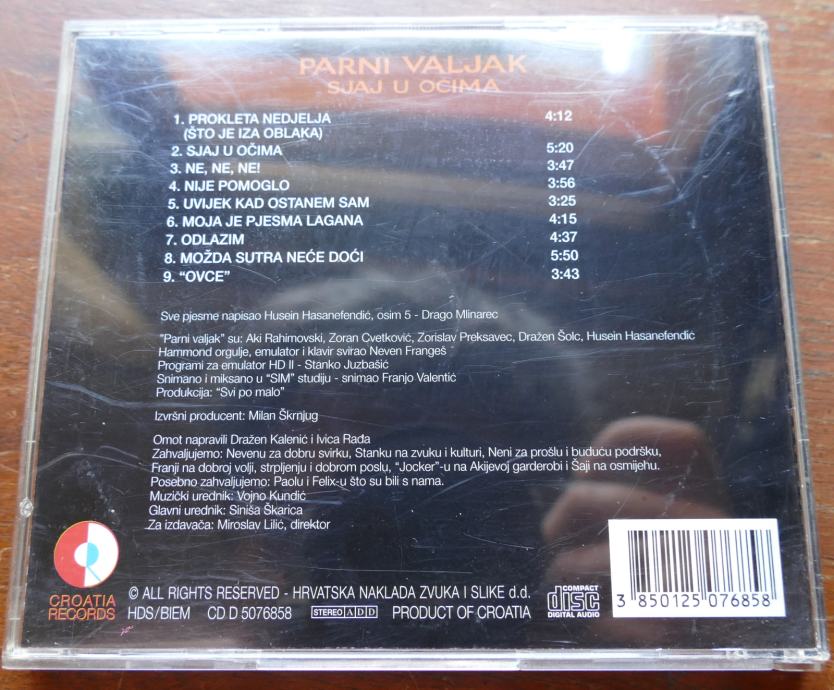 PARNI VALJAK
SJAJ U OČIMA
1. PROKLETA NEDJELJA 4:12
(ŠTO JE IZA OBLAKA)
2. SJAJ U OČIMA 5:20
3. NE, NE, NE! 3:47
4. NIJE POMOGLO 3:56
5. UVIJEK KAD OSTANEM SAM 3:25
6. MOJA JE PJESMA LAGANA 4:15
7. ODLAZIM 4:37
8. MOŽDA SUTRA NEĆE DOĆI 5:50
9. “OVCE” 3:43
Sve pjesme napisao Husein Hasanefendić, osim 5 - Drago Mlinarec
"Parni valjak" su: Aki Rahimovski, Zoran Cvetković, Zorislav Preksavec, Dražen Šolc, Husein Hasanefendić
Hammond orgulje, emulator i klavir svirao Neven Frangeš
Programi za emulator HD II - Stanko Juzbašić
Snimano i miksano u “SIM” studiju - snimao Franjo Valentić
Produkcija: “Svi po malo”
Izvršni producent: Milan Škrnjug
Omot napravili Dražen Kalenić i Ivica Rađa
Zahvaljujemo: Nevenu za dobru svirku, Stanku na zvuku i kulturi, Neni za prošlu i buduću podršku,
Franji na dobroj volji, strpljenju i dobrom poslu, “Jocker”-u na Akijevoj garderobi i Šaji na osmijehu.
Posebno zahvaljujemo: Paolu i Felix-u što su bili s nama.
Muzički urednik: Vojno Kundić
Glavni urednik: Siniša Škarica
Za izdavača: Miroslav Lilić, direktor
CROATIA RECORDS
© ALL RIGHTS RESERVED - HRVATSKA NAKLADA ZVUKA I SLIKE d.d.
HDS/BIEM CD D 5076858 STEREO ADD PRODUCT OF CROATIA
COMPACT disc DIGITAL AUDIO
3 850125 076858